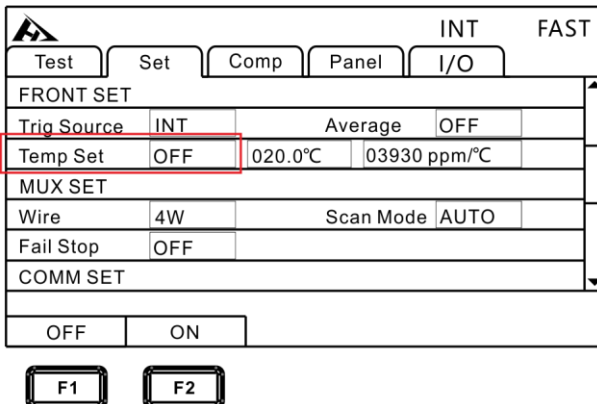 INT FAST
Test Set Comp Panel I/O
FRONT SET
Trig Source INT Average OFF
Temp Set OFF 020.0℃ 03930 ppm/℃
MUX SET
Wire 4W Scan Mode AUTO
Fail Stop OFF
COMM SET
OFF ON
F1 F2